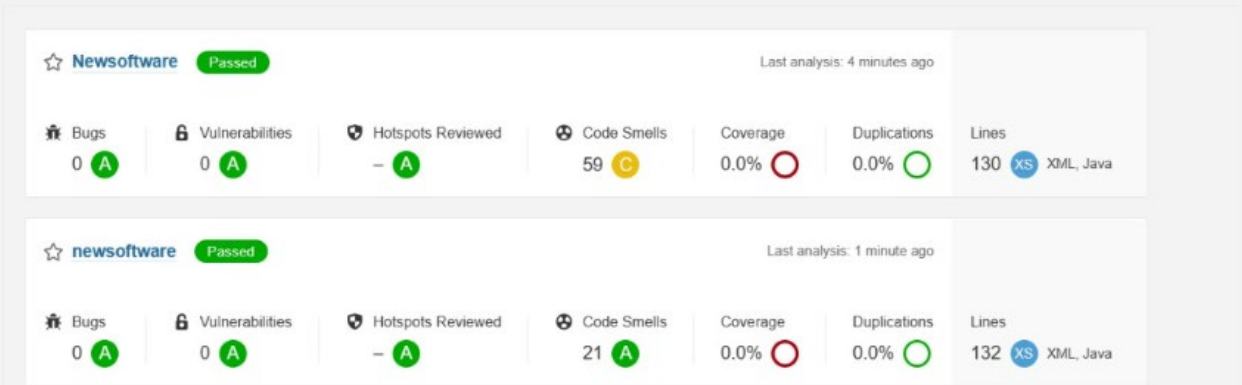 Newsoftware Passed Last analysis: 4 minutes ago
Bugs Vulnerabilities Hotspots Reviewed Code Smells Coverage Duplications Lines
0 A 0 A – A 59 C 0.0% 0.0% 130 XS XML, Java
newsoftware Passed Last analysis: 1 minute ago
Bugs Vulnerabilities Hotspots Reviewed Code Smells Coverage Duplications Lines
0 A 0 A – A 21 A 0.0% 0.0% 132 XS XML, Java